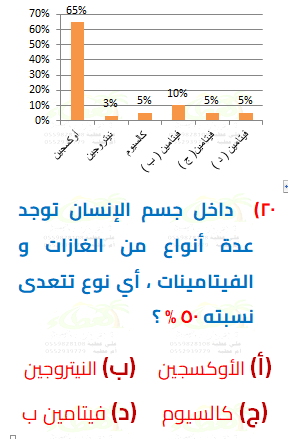 70%
60%
50%
40%
30%
20%
10%
0%
65%
3%
5%
10%
5%
5%
أوكسجين
نيتروجين
كالسيوم
فيتامين ( ب )
فيتامين ( ج )
فيتامين ( د )
٢٠) داخل جسم الإنسان توجد
عدة أنواع من الغازات و
الفيتامينات ، أي نوع تتعدى
نسبته ٥٠ % ؟
(أ) الأوكسجين (ب) النيتروجين
(ج) كالسيوم (د) فيتامين ب